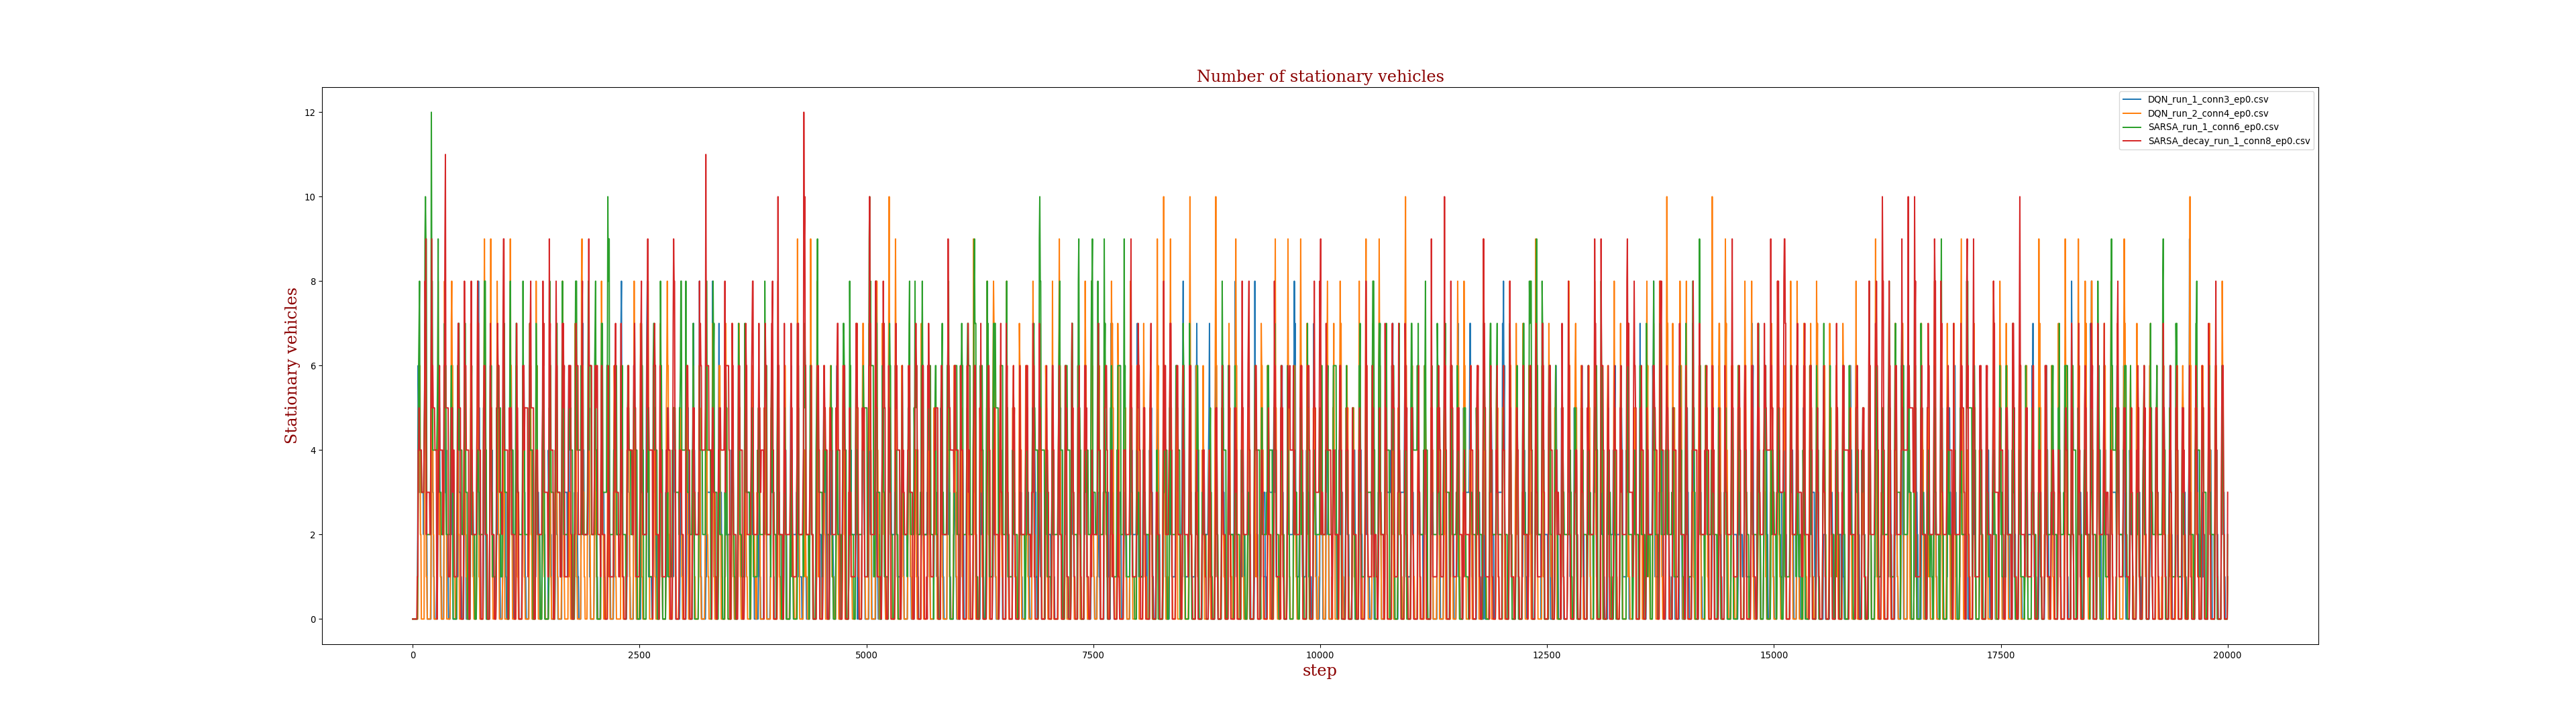 Number of stationary vehicles
DQN_run_1_conn3_ep0.csv
DQN_run_2_conn4_ep0.csv
SARSA_run_1_conn6_ep0.csv
SARSA_decay_run_1_conn8_ep0.csv
Stationary vehicles
12
10
8
6
4
2
0
0 2500 5000 7500 10000 12500 15000 17500 20000
step